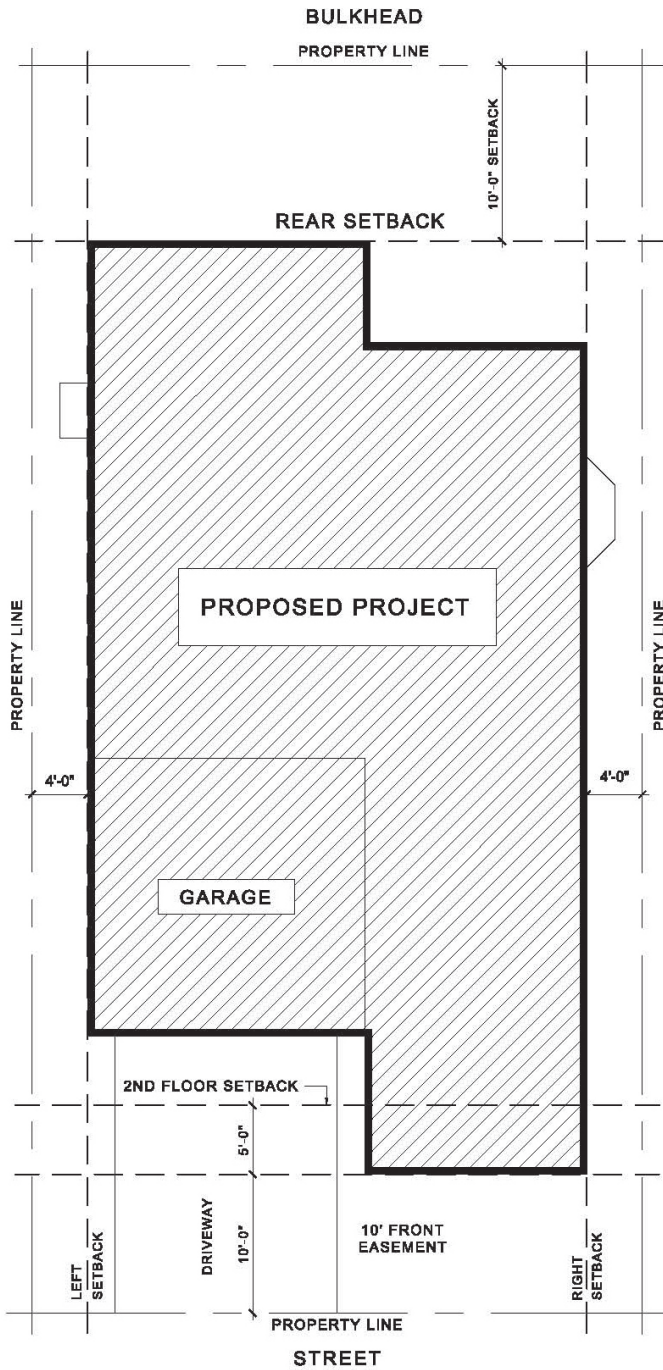 BULKHEAD
PROPERTY LINE
10'-0" SETBACK
REAR SETBACK
PROPOSED PROJECT
PROPERTY LINE
PROPERTY LINE
4'-0"
4'-0"
GARAGE
2ND FLOOR SETBACK
5'-0"
DRIVEWAY
10'-0"
10' FRONT
EASEMENT
LEFT
SETBACK
RIGHT
SETBACK
PROPERTY LINE
STREET